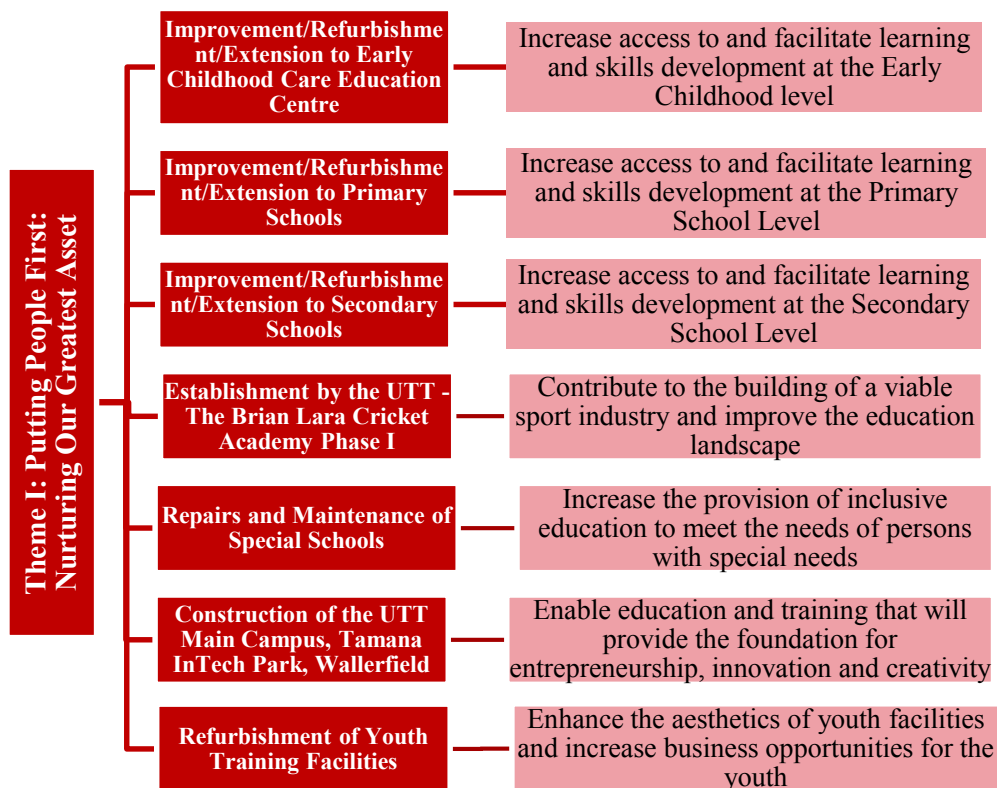 Theme I: Putting People First:
Nurturing Our Greatest Asset
Improvement/Refurbishme
nt/Extension to Early
Childhood Care Education
Centre
Increase access to and facilitate learning
and skills development at the Early
Childhood level
Improvement/Refurbishme
nt/Extension to Primary
Schools
Increase access to and facilitate learning
and skills development at the Primary
School Level
Improvement/Refurbishme
nt/Extension to Secondary
Schools
Increase access to and facilitate learning
and skills development at the Secondary
School Level
Establishment by the UTT -
The Brian Lara Cricket
Academy Phase I
Contribute to the building of a viable
sport industry and improve the education
landscape
Repairs and Maintenance of
Special Schools
Increase the provision of inclusive
education to meet the needs of persons
with special needs
Construction of the UTT
Main Campus, Tamana
InTech Park, Wallerfield
Enable education and training that will
provide the foundation for
entrepreneurship, innovation and creativity
Refurbishment of Youth
Training Facilities
Enhance the aesthetics of youth facilities
and increase business opportunities for the
youth